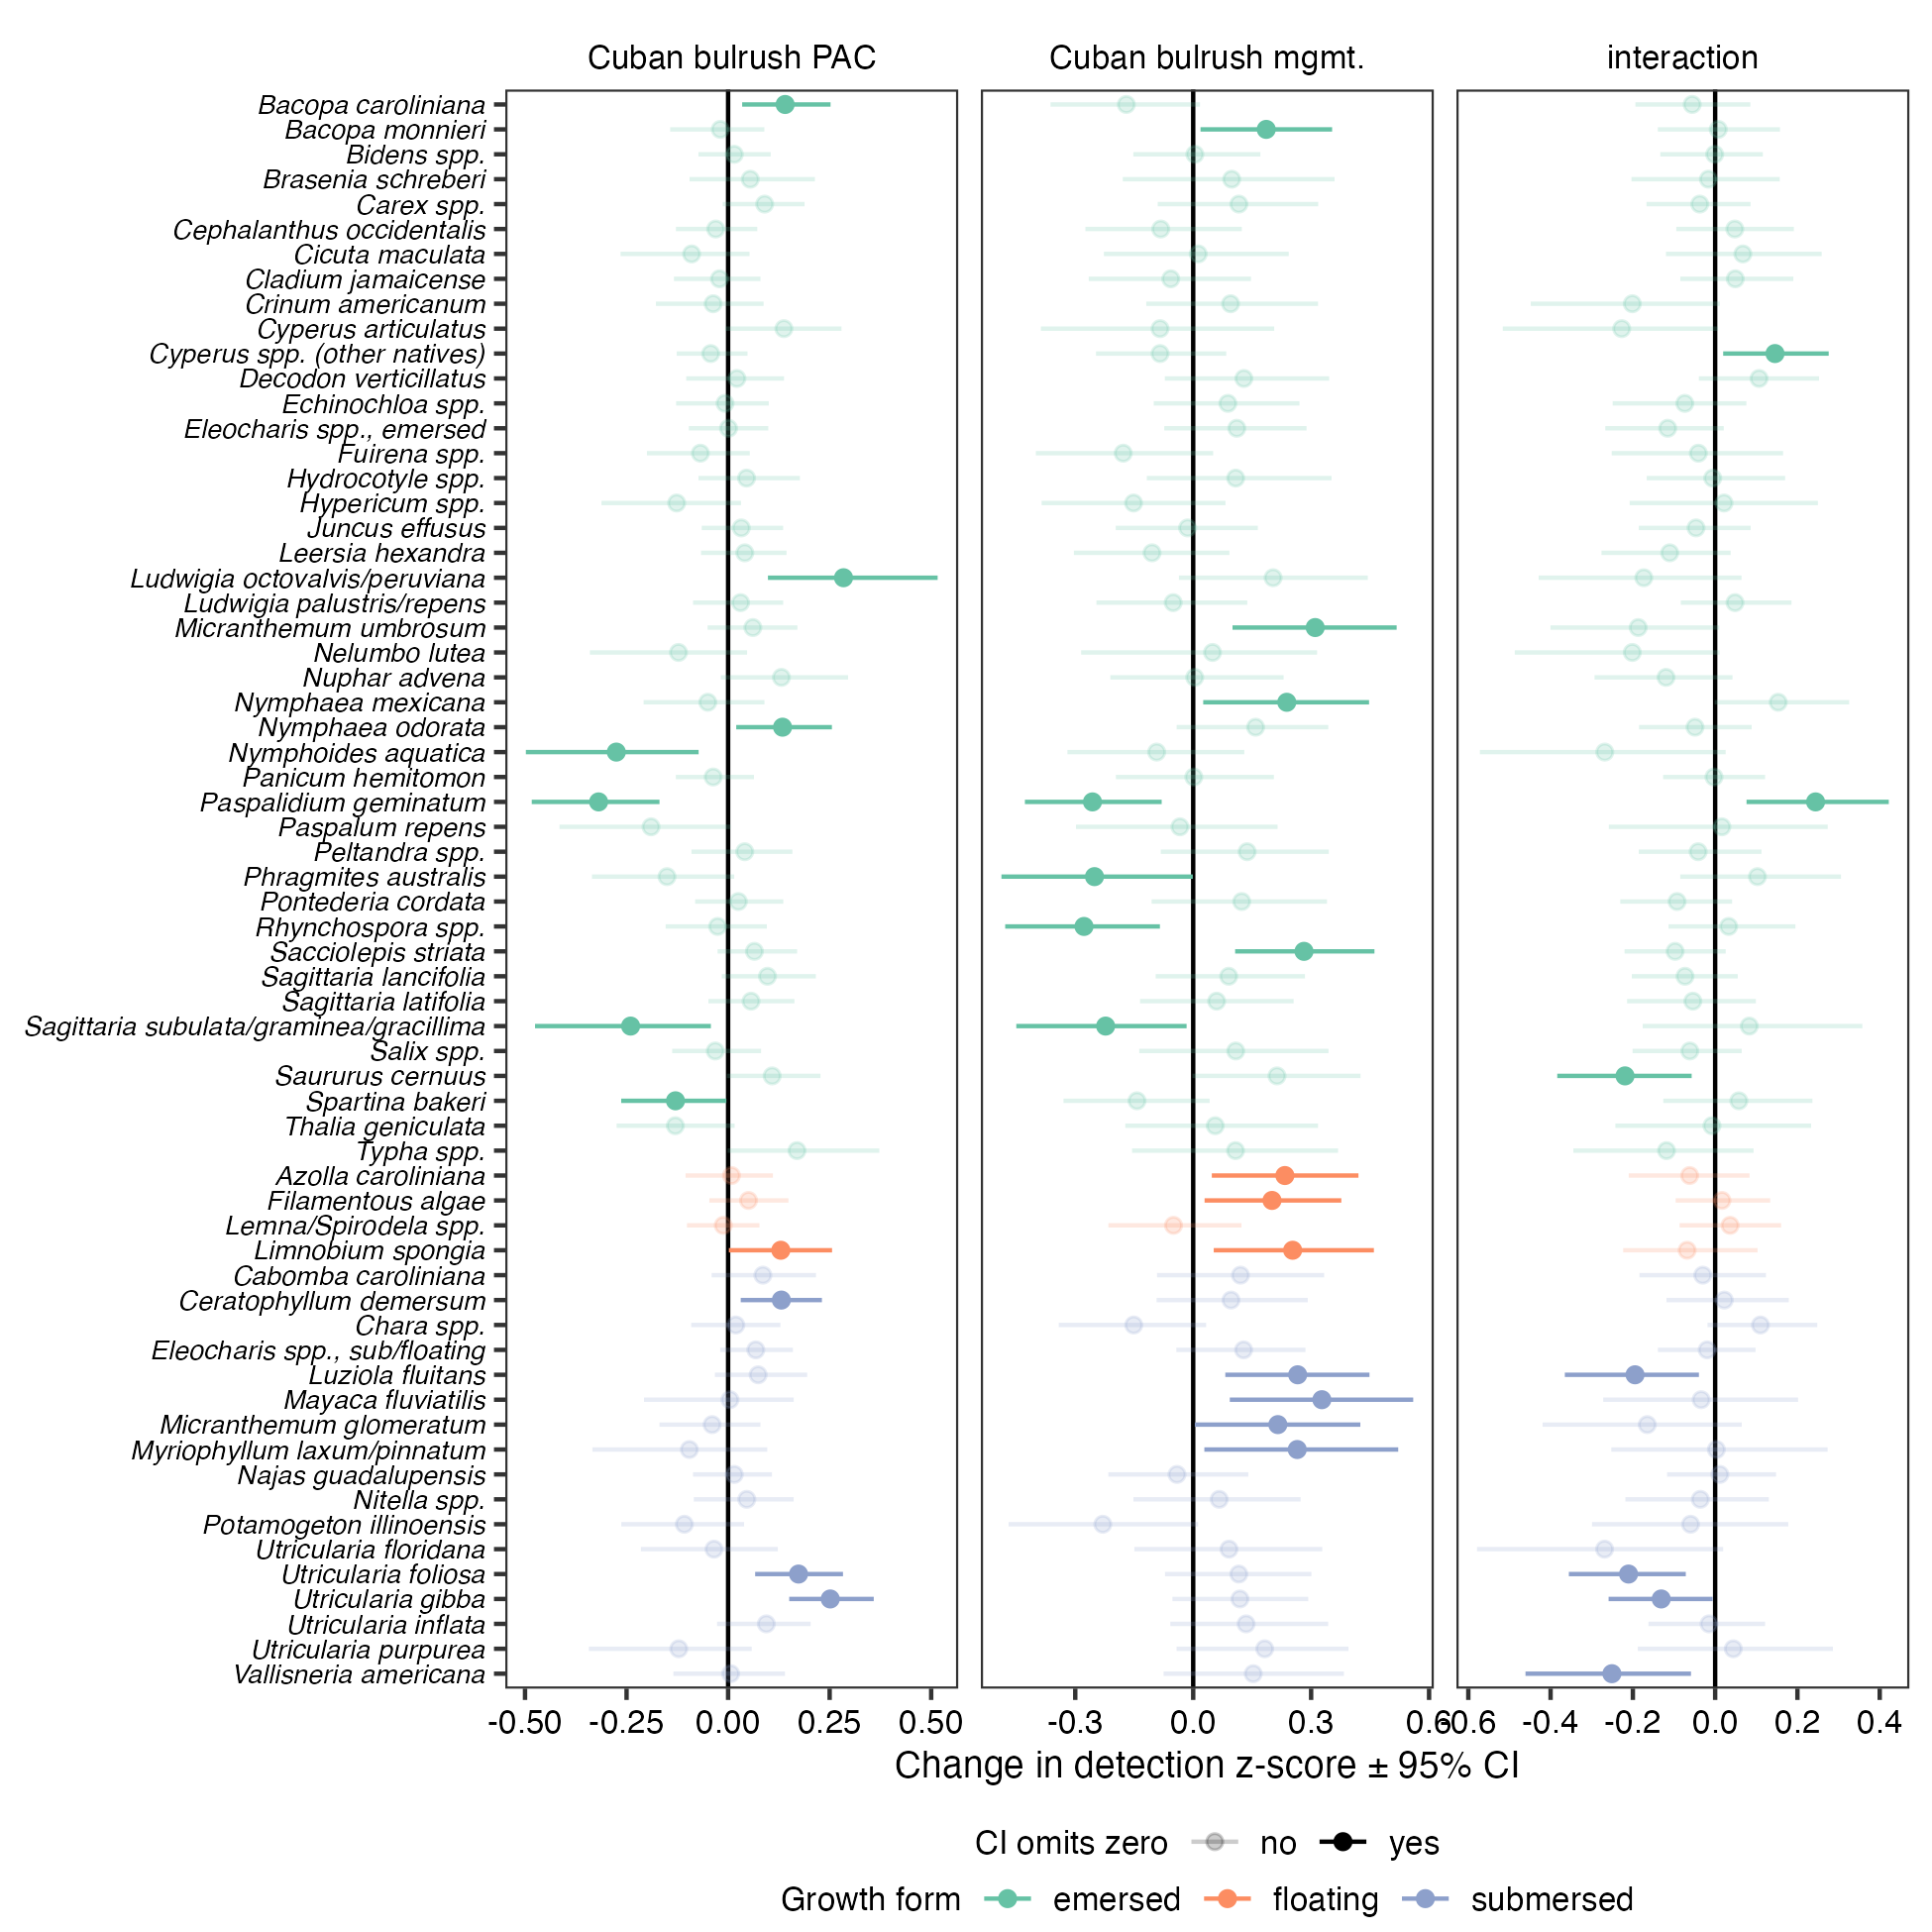 Cuban bulrush PAC Cuban bulrush mgmt. interaction
Bacopa caroliniana
Bacopa monnieri
Bidens spp.
Brasenia schreberi
Carex spp.
Cephalanthus occidentalis
Cicuta maculata
Cladium jamaicense
Crinum americanum
Cyperus articulatus
Cyperus spp. (other natives)
Decodon verticillatus
Echinochloa spp.
Eleocharis spp., emersed
Fuirena spp.
Hydrocotyle spp.
Hypericum spp.
Juncus effusus
Leersia hexandra
Ludwigia octovalvis/peruviana
Ludwigia palustris/repens
Micranthemum umbrosum
Nelumbo lutea
Nuphar advena
Nymphaea mexicana
Nymphaea odorata
Nymphoides aquatica
Panicum hemitomon
Paspalidium geminatum
Paspalum repens
Peltandra spp.
Phragmites australis
Pontederia cordata
Rhynchospora spp.
Sacciolepis striata
Sagittaria lancifolia
Sagittaria latifolia
Sagittaria subulata/graminea/gracillima
Salix spp.
Saururus cernuus
Spartina bakeri
Thalia geniculata
Typha spp.
Azolla caroliniana
Filamentous algae
Lemna/Spirodela spp.
Limnobium spongia
Cabomba caroliniana
Ceratophyllum demersum
Chara spp.
Eleocharis spp., sub/floating
Luziola fluitans
Mayaca fluviatilis
Micranthemum glomeratum
Myriophyllum laxum/pinnatum
Najas guadalupensis
Nitella spp.
Potamogeton illinoensis
Utricularia floridana
Utricularia foliosa
Utricularia gibba
Utricularia inflata
Utricularia purpurea
Vallisneria americana
-0.50 -0.25 0.00 0.25 0.50 -0.3 0.0 0.3 0.6 -0.6 -0.4 -0.2 0.0 0.2 0.4
Change in detection z-score ± 95% CI
CI omits zero no yes
Growth form emersed floating submersed